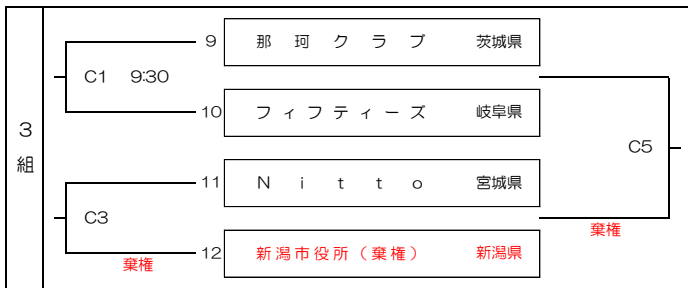 3組
9 那珂クラブ 茨城県
C1 9:30
10 フィフティーズ 岐阜県
C5
11 Nitto 宮城県
C3
棄権
12 新潟市役所(棄権) 新潟県
棄権